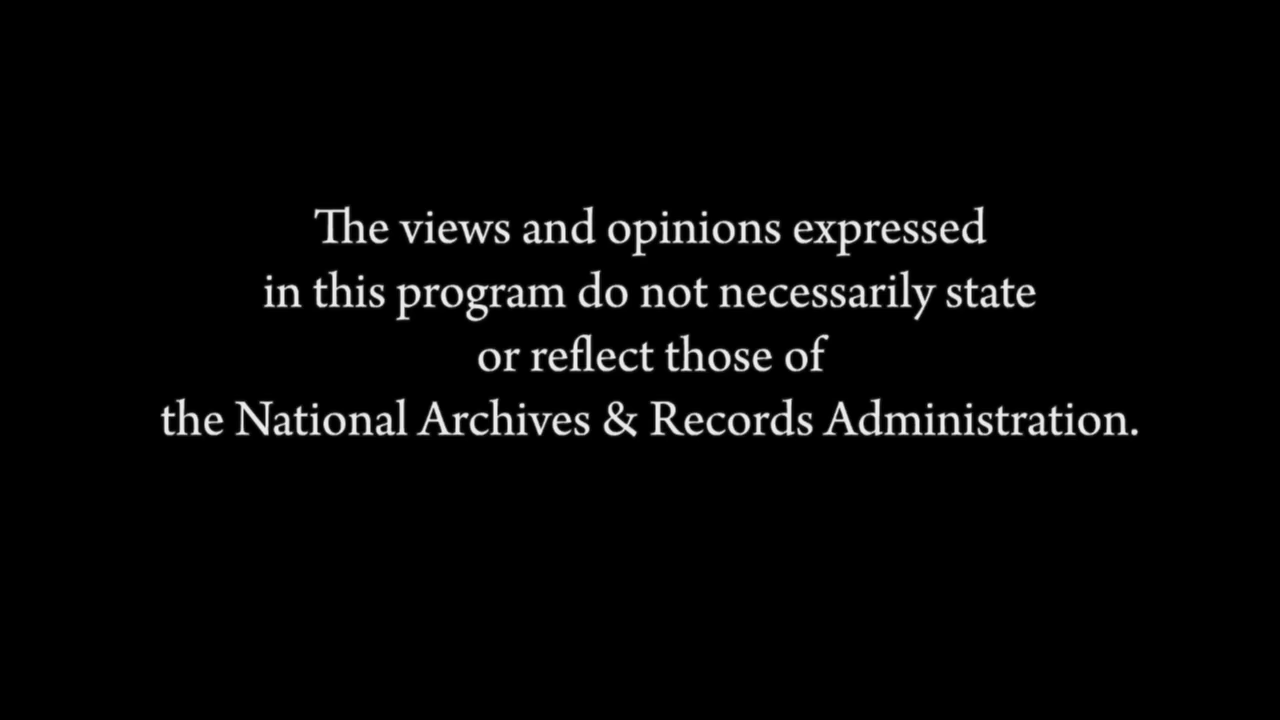 The views and opinions expressed
in this program do not necessarily state
or reflect those of
the National Archives & Records Administration.